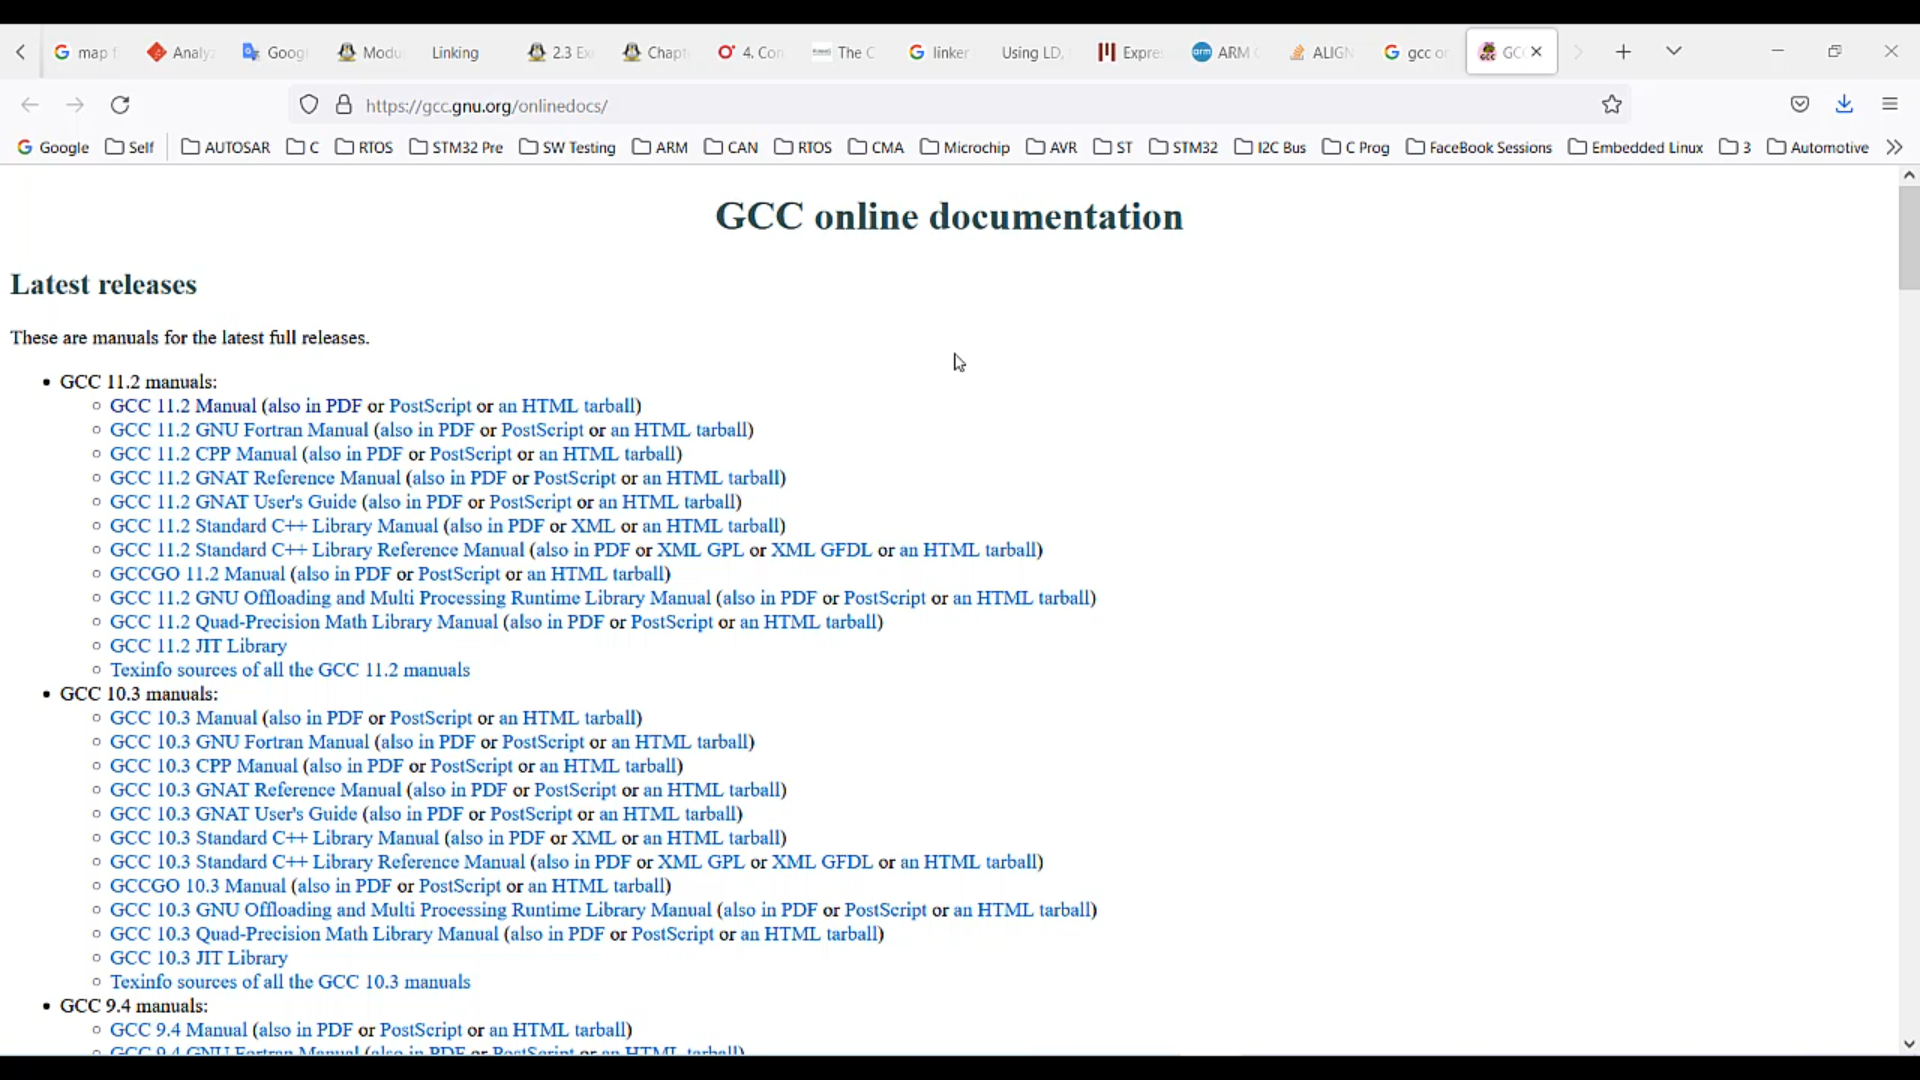 map f
Analyz
Googl
Modu
Linking
2.3 Ex
Chapt
4. Con
The C
linker
Using LD,
Expre
ARM
ALIGN
gcc or
GC
https://gcc.gnu.org/onlinedocs/
Google Self AUTOSAR C RTOS STM32 Pre SW Testing ARM CAN RTOS CMA Microchip AVR ST STM32 I2C Bus C Prog FaceBook Sessions Embedded Linux 3 Automotive
GCC online documentation
Latest releases
These are manuals for the latest full releases.
GCC 11.2 manuals:
GCC 11.2 Manual (also in PDF or PostScript or an HTML tarball)
GCC 11.2 GNU Fortran Manual (also in PDF or PostScript or an HTML tarball)
GCC 11.2 CPP Manual (also in PDF or PostScript or an HTML tarball)
GCC 11.2 GNAT Reference Manual (also in PDF or PostScript or an HTML tarball)
GCC 11.2 GNAT User's Guide (also in PDF or PostScript or an HTML tarball)
GCC 11.2 Standard C++ Library Manual (also in PDF or XML or an HTML tarball)
GCC 11.2 Standard C++ Library Reference Manual (also in PDF or XML GPL or XML GFDL or an HTML tarball)
GCCGO 11.2 Manual (also in PDF or PostScript or an HTML tarball)
GCC 11.2 GNU Offloading and Multi Processing Runtime Library Manual (also in PDF or PostScript or an HTML tarball)
GCC 11.2 Quad-Precision Math Library Manual (also in PDF or PostScript or an HTML tarball)
GCC 11.2 JIT Library
Texinfo sources of all the GCC 11.2 manuals
GCC 10.3 manuals:
GCC 10.3 Manual (also in PDF or PostScript or an HTML tarball)
GCC 10.3 GNU Fortran Manual (also in PDF or PostScript or an HTML tarball)
GCC 10.3 CPP Manual (also in PDF or PostScript or an HTML tarball)
GCC 10.3 GNAT Reference Manual (also in PDF or PostScript or an HTML tarball)
GCC 10.3 GNAT User's Guide (also in PDF or PostScript or an HTML tarball)
GCC 10.3 Standard C++ Library Manual (also in PDF or XML or an HTML tarball)
GCC 10.3 Standard C++ Library Reference Manual (also in PDF or XML GPL or XML GFDL or an HTML tarball)
GCCGO 10.3 Manual (also in PDF or PostScript or an HTML tarball)
GCC 10.3 GNU Offloading and Multi Processing Runtime Library Manual (also in PDF or PostScript or an HTML tarball)
GCC 10.3 Quad-Precision Math Library Manual (also in PDF or PostScript or an HTML tarball)
GCC 10.3 JIT Library
Texinfo sources of all the GCC 10.3 manuals
GCC 9.4 manuals:
GCC 9.4 Manual (also in PDF or PostScript or an HTML tarball)
GCC 9.4 GNU Fortran Manual (also in PDF or PostScript or an HTML tarball)